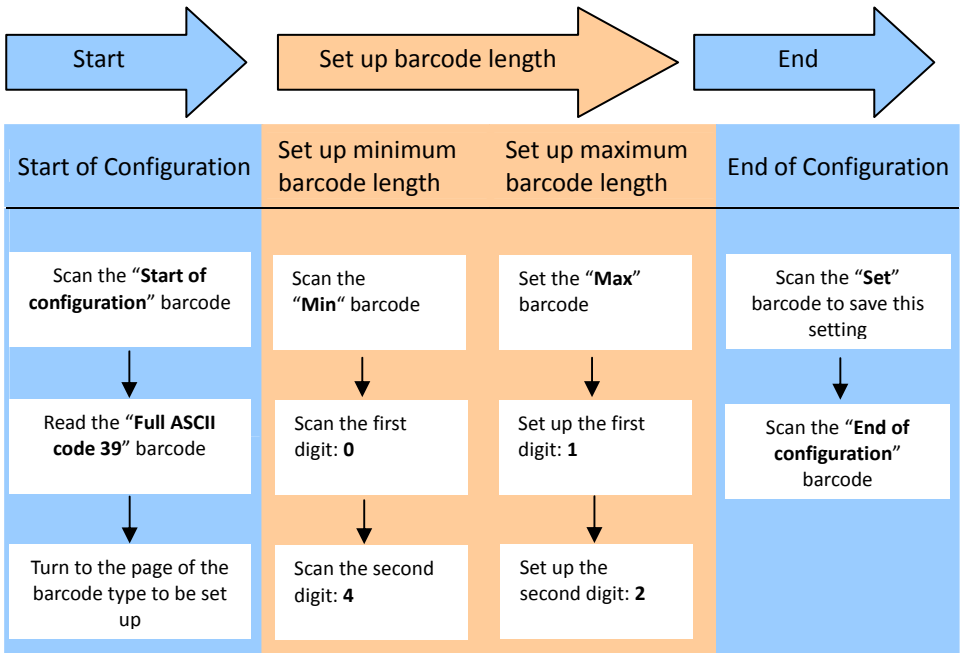 Start
Set up barcode length
End
Start of Configuration
Set up minimum
barcode length
Set up maximum
barcode length
End of Configuration
Scan the “Start of
configuration” barcode
Read the “Full ASCII
code 39” barcode
Turn to the page of the
barcode type to be set
up
Scan the
“Min“ barcode
Scan the first
digit: 0
Scan the second
digit: 4
Set the “Max”
barcode
Set up the first
digit: 1
Set up the
second digit: 2
Scan the “Set”
barcode to save this
setting
Scan the “End of
configuration”
barcode